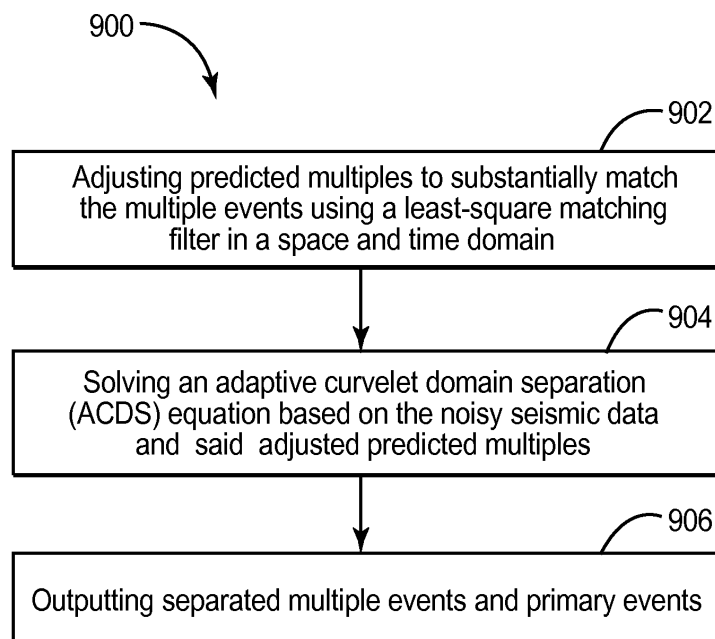 900
902
Adjusting predicted multiples to substantially match
the multiple events using a least-square matching
filter in a space and time domain
904
Solving an adaptive curvelet domain separation
(ACDS) equation based on the noisy seismic data
and said adjusted predicted multiples
906
Outputting separated multiple events and primary events